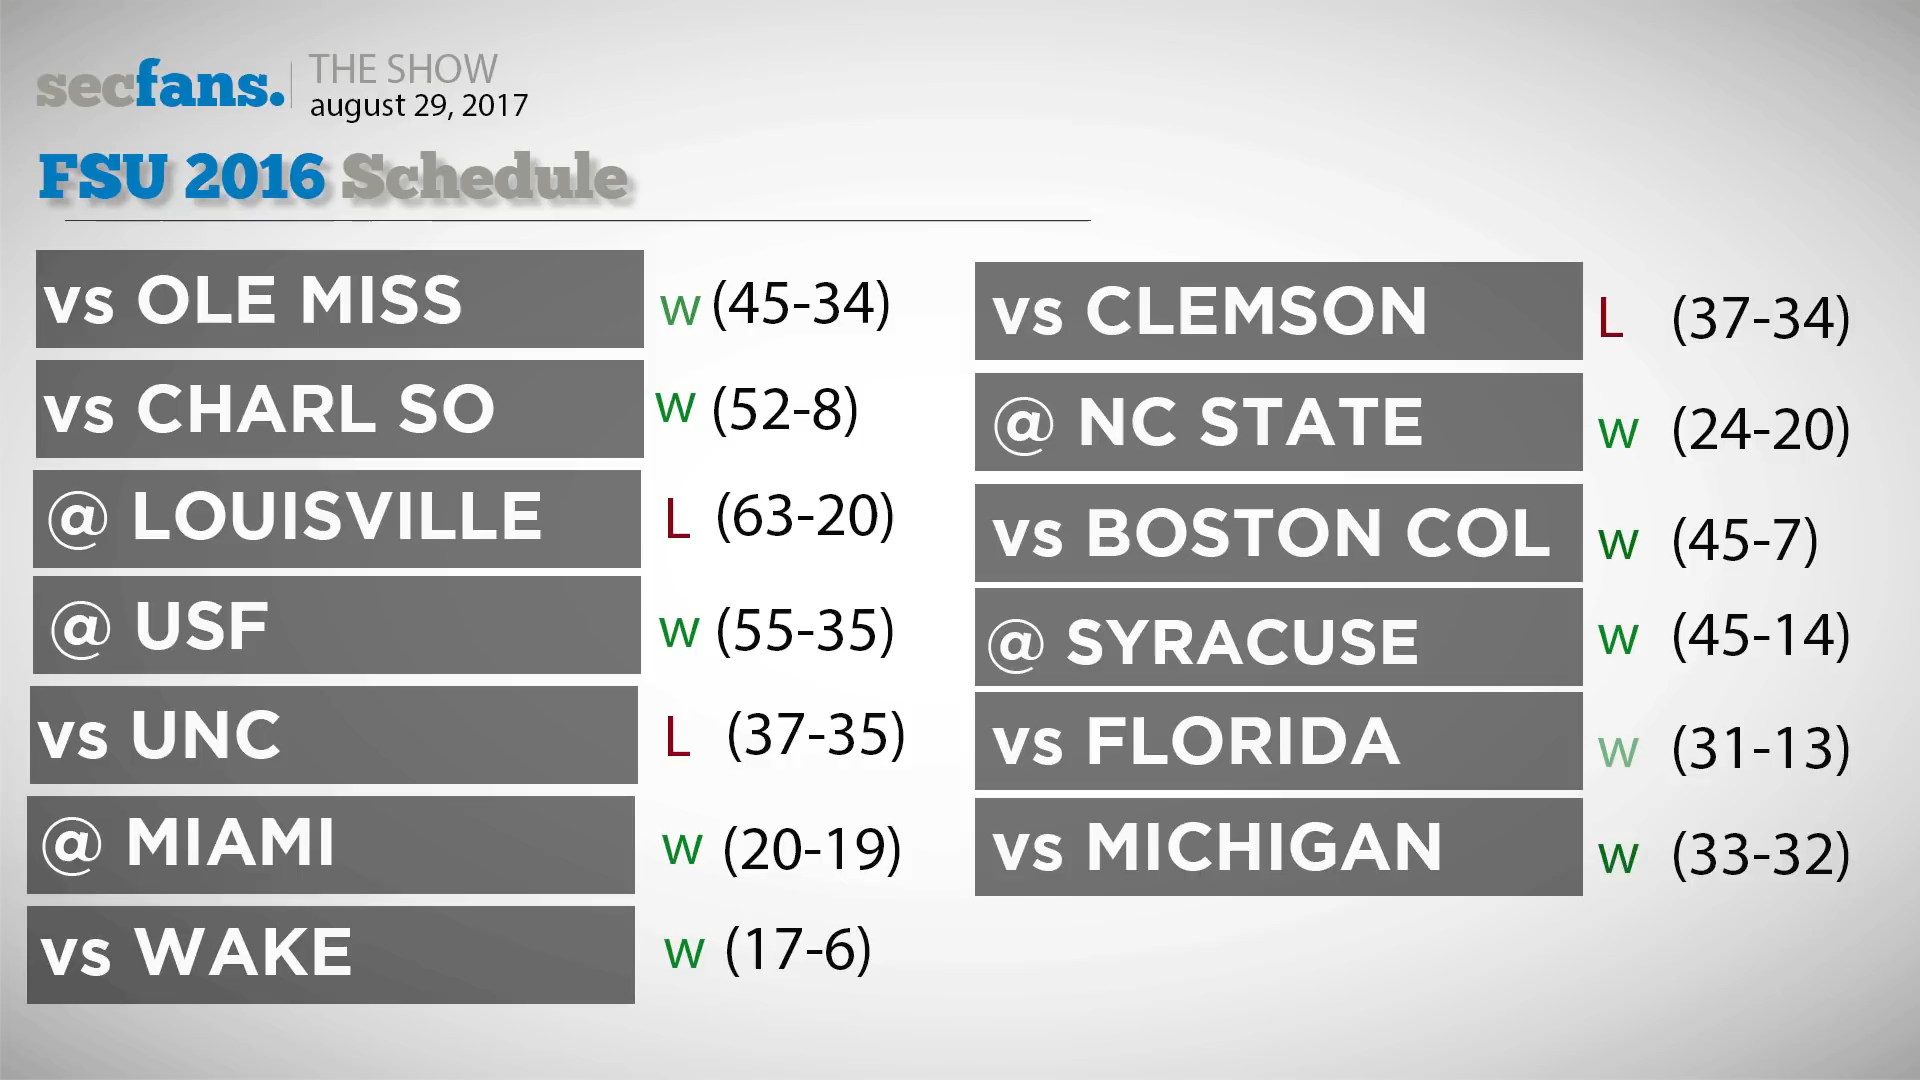 secfans. THE SHOW
august 29, 2017
FSU 2016 Schedule
vs OLE MISS w (45-34)
vs CHARL SO w (52-8)
@ LOUISVILLE L (63-20)
@ USF w (55-35)
vs UNC L (37-35)
@ MIAMI w (20-19)
vs WAKE w (17-6)
vs CLEMSON L (37-34)
@ NC STATE w (24-20)
vs BOSTON COL w (45-7)
@ SYRACUSE w (45-14)
vs FLORIDA w (31-13)
vs MICHIGAN w (33-32)